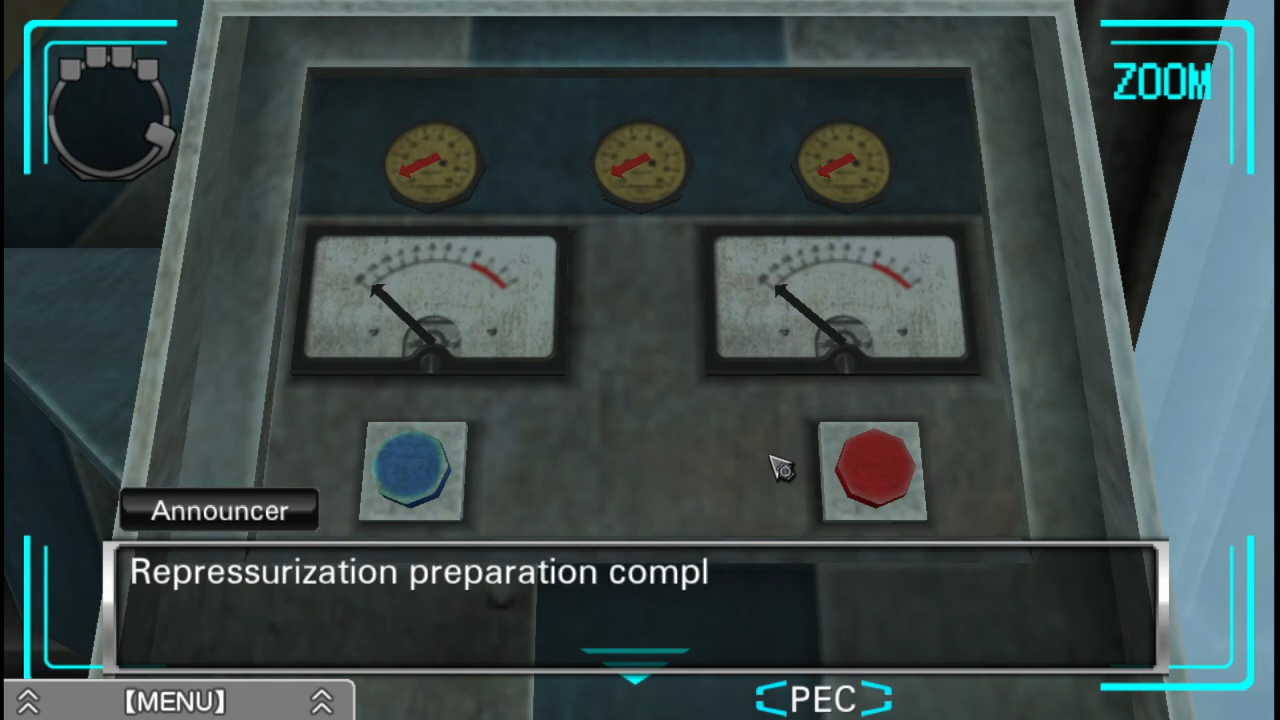 ZOOM
Announcer
Repressurization preparation compl
【MENU】
PEC